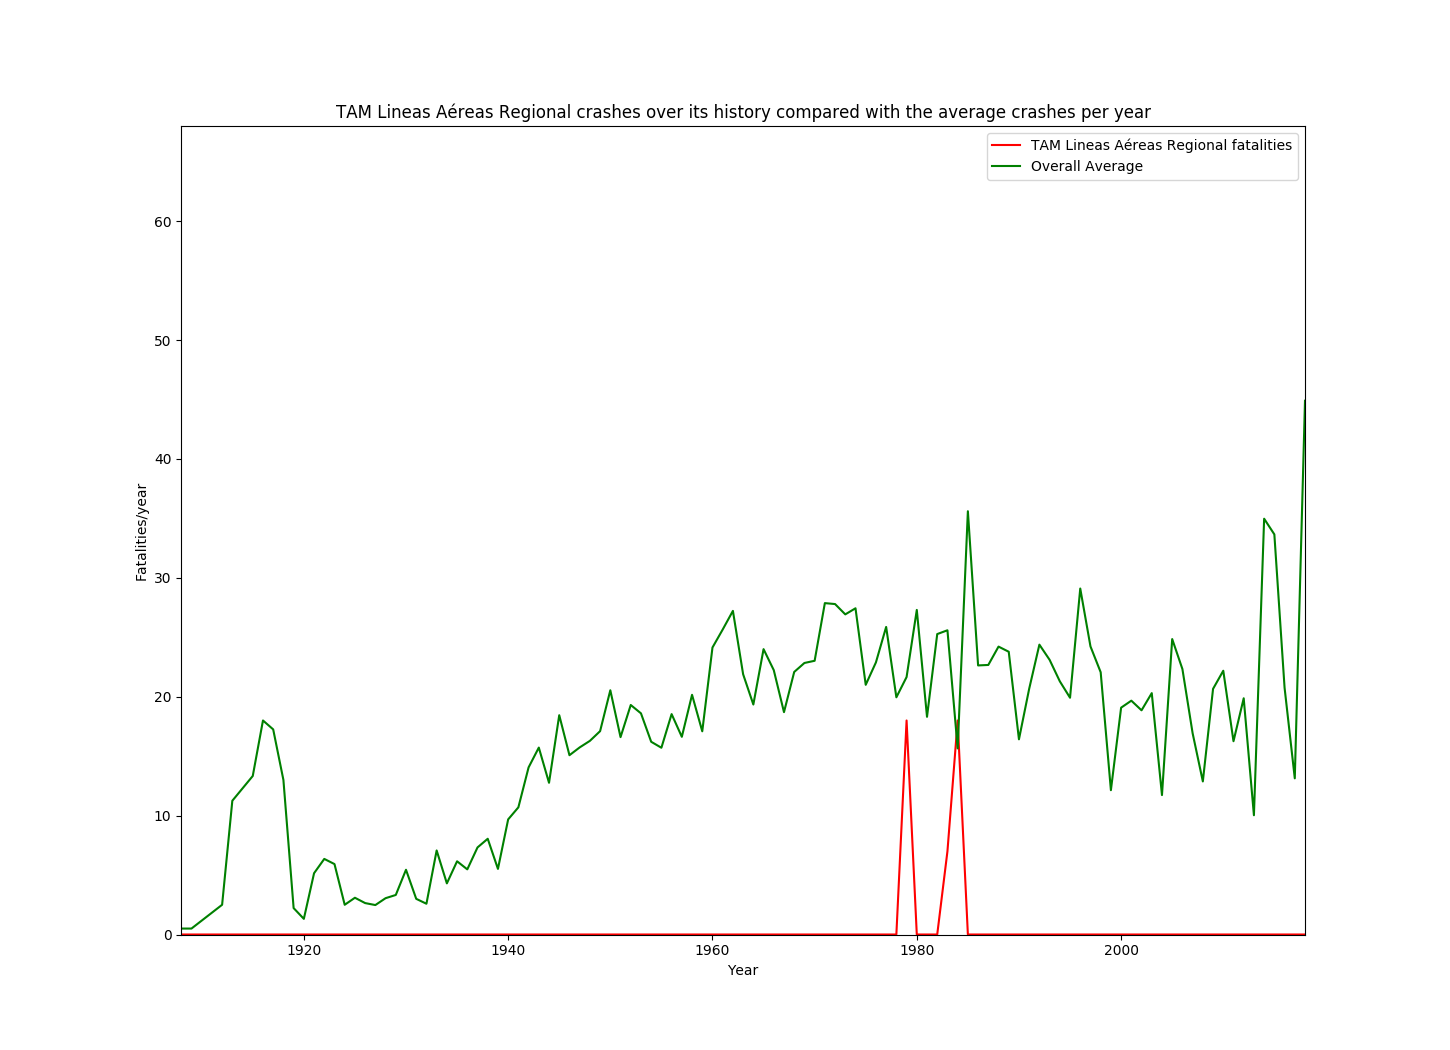 TAM Lineas Aéreas Regional crashes over its history compared with the average crashes per year
TAM Lineas Aéreas Regional fatalities
Overall Average
60
50
40
30
20
10
0
Fatalities/year
1920
1940
1960
1980
2000
Year